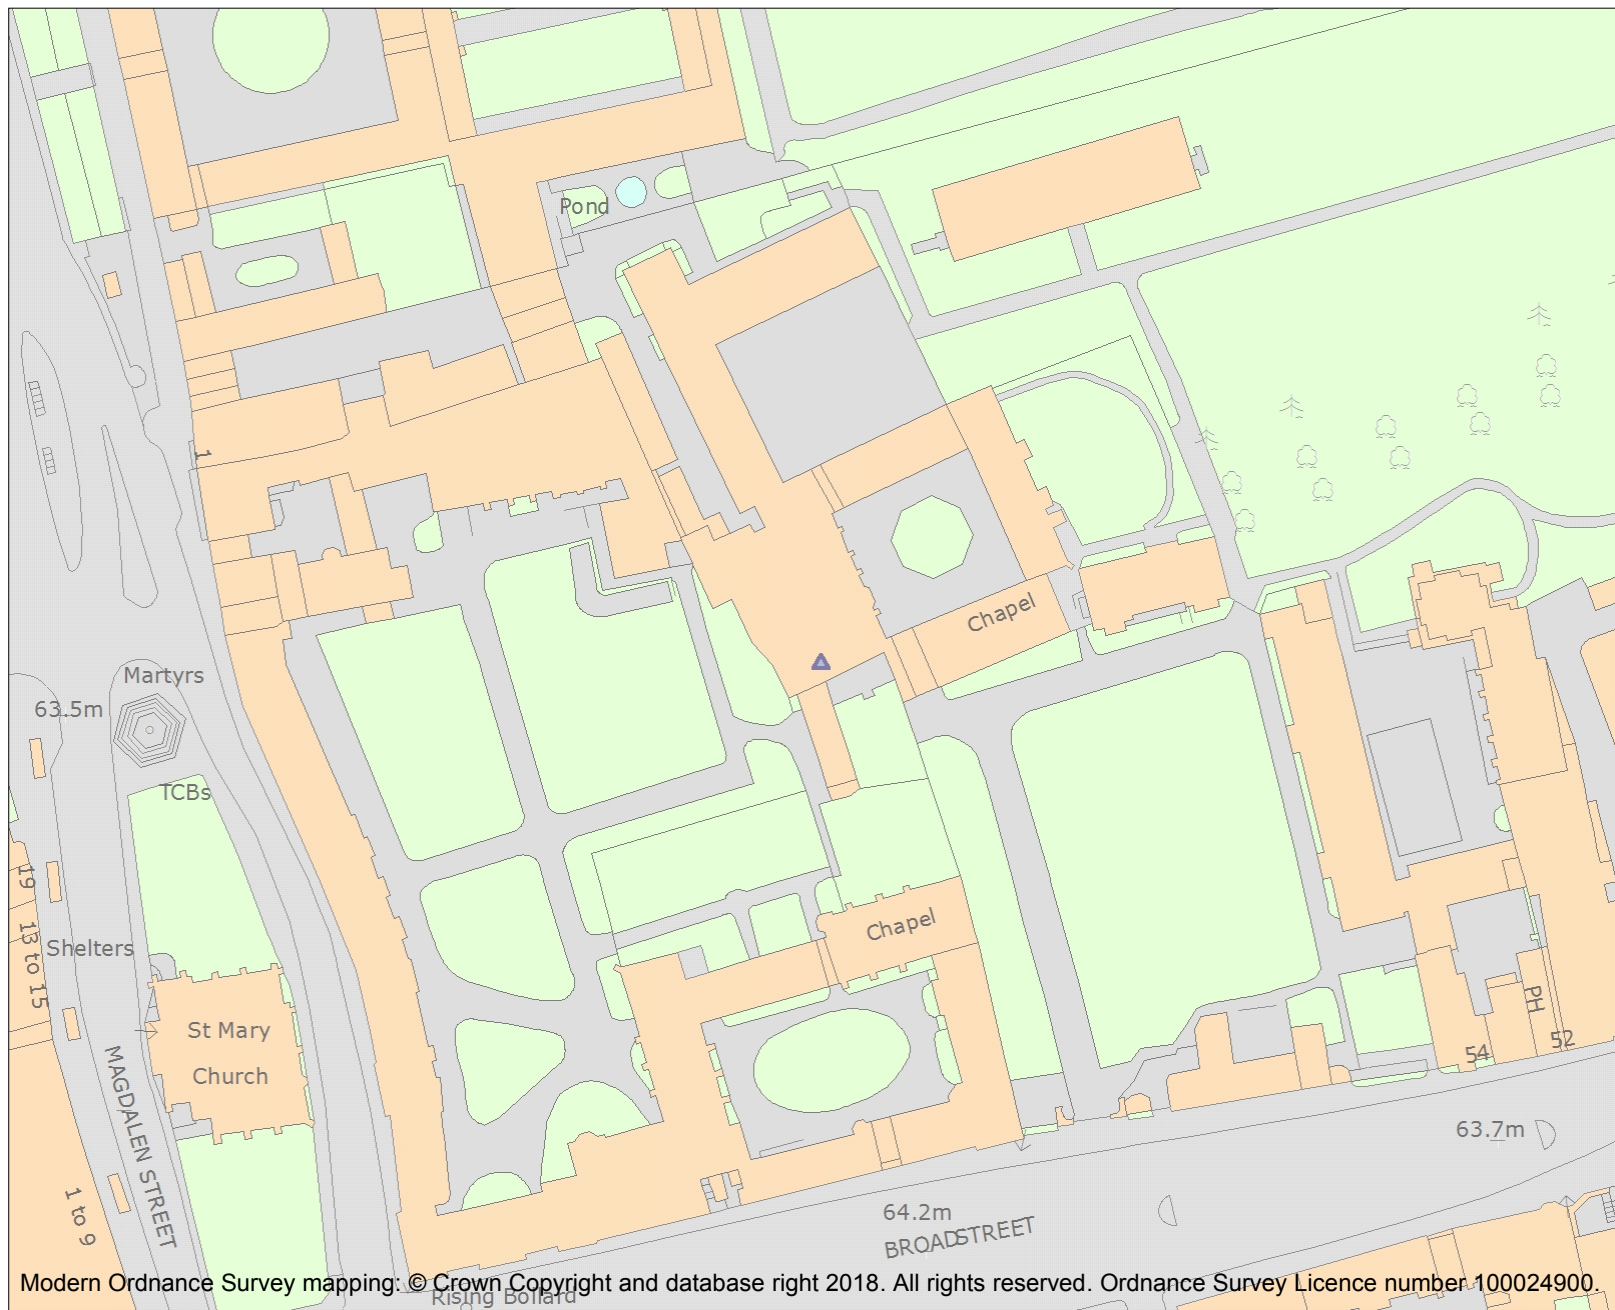 Pond
1
Chapel
Martyrs
63.5m
TCBs
19
13 to 15
Shelters
Chapel
St Mary
Church
PH
54
52
MAGDALEN STREET
63.7m
1 to 9
64.2m
BROAD STREET
Modern Ordnance Survey mapping: © Crown Copyright and database right 2018. All rights reserved. Ordnance Survey Licence number 100024900.
Rising Bollard